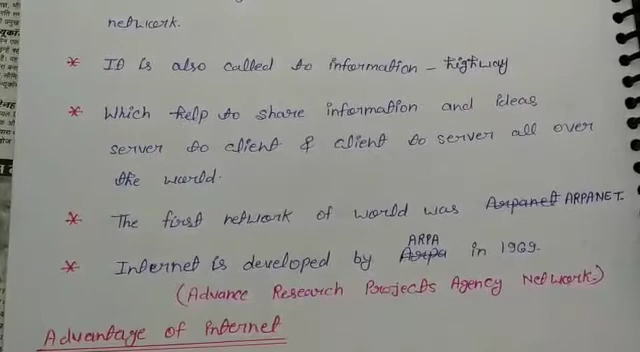 network.
* It is also called to information - highway
* Which help to share information and ideas
server to client & client to server all over
the world.
* The first network of world was Arpanet ARPANET.
ARPA
* Internet is developed by Arpa in 1969.
(Advance Research Projects Agency Network.)
Advantage of internet